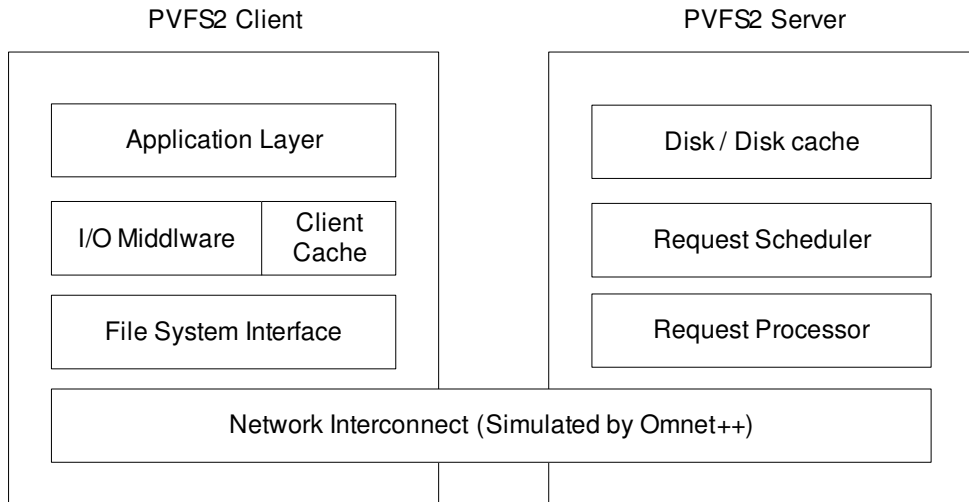 PVFS2 Client
PVFS2 Server
Application Layer
I/O Middlware
Client
Cache
File System Interface
Disk / Disk cache
Request Scheduler
Request Processor
Network Interconnect (Simulated by Omnet++)